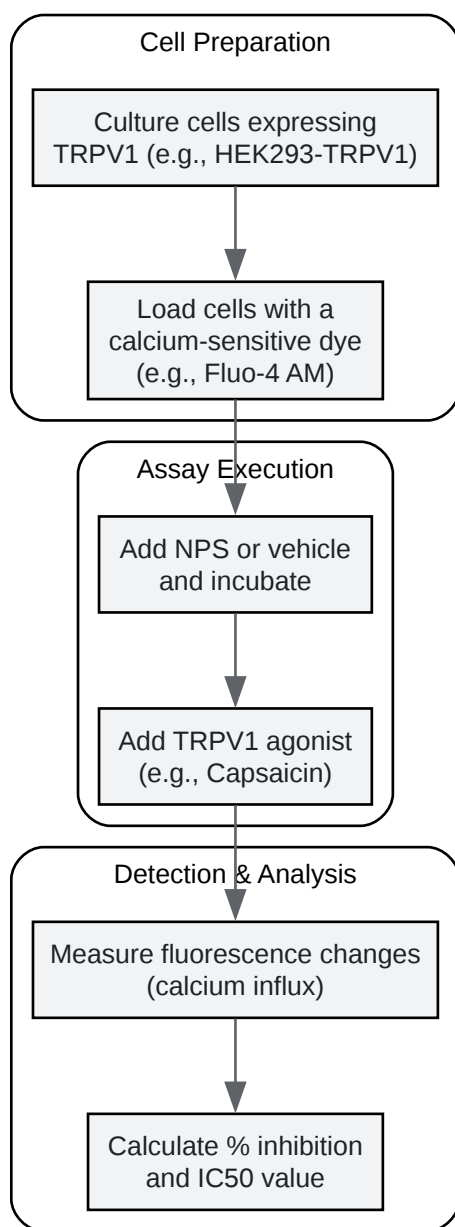 Cell Preparation
Culture cells expressing
TRPV1 (e.g., HEK293-TRPV1)
Load cells with a
calcium-sensitive dye
(e.g., Fluo-4 AM)
Assay Execution
Add NPS or vehicle
and incubate
Add TRPV1 agonist
(e.g., Capsaicin)
Detection & Analysis
Measure fluorescence changes
(calcium influx)
Calculate % inhibition
and IC50 value